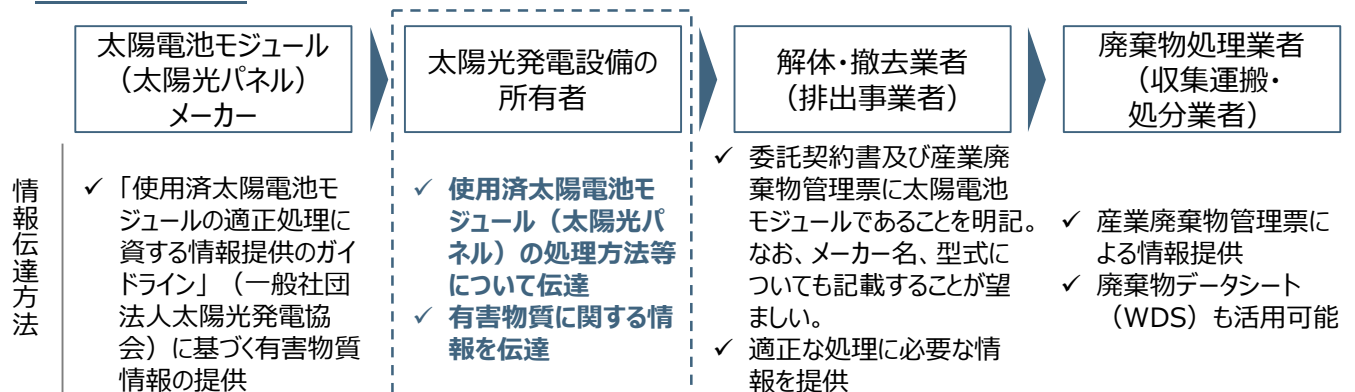 太陽電池モジュール
（太陽光パネル）
メーカー
太陽光発電設備の
所有者
解体・撤去業者
（排出事業者）
廃棄物処理業者
（収集運搬・
処分業者）
情報伝達方法
✓ 「使用済太陽電池モ
ジュールの適正処理に
資する情報提供のガイ
ドライン」（一般社団
法人太陽光発電協
会）に基づく有害物質
情報の提供
✓ 使用済太陽電池モ
ジュール（太陽光パ
ネル）の処理方法等
について伝達
✓ 有害物質に関する情
報を伝達
✓ 委託契約書及び産業廃
棄物管理票に太陽電池
モジュールであることを明記。
なお、メーカー名、型式に
ついても記載することが望
ましい。
✓ 適正な処理に必要な情
報を提供
✓ 産業廃棄物管理票に
よる情報提供
✓ 廃棄物データシート
（WDS）も活用可能